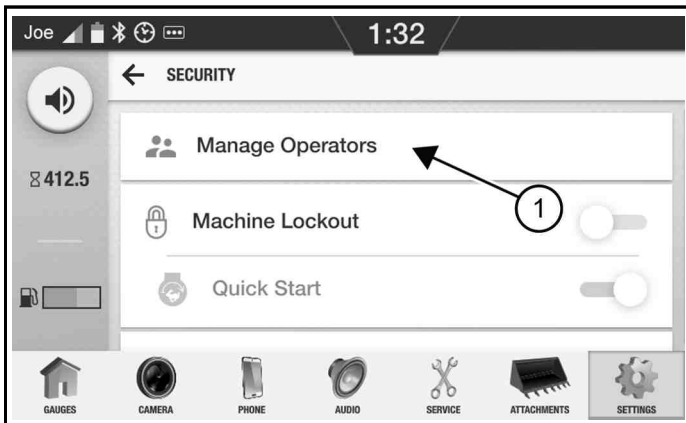 Joe
1:32
SECURITY
Manage Operators
412.5
1
Machine Lockout
Quick Start
GAUGES
CAMERA
PHONE
AUDIO
SERVICE
ATTACHMENTS
SETTINGS